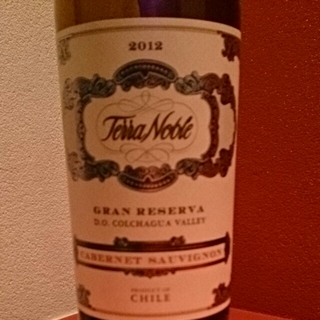 2012
TerraNoble
GRAN RESERVA
D.O. COLCHAGUA VALLEY
CABERNET SAUVIGNON
PRODUCT OF
CHILE